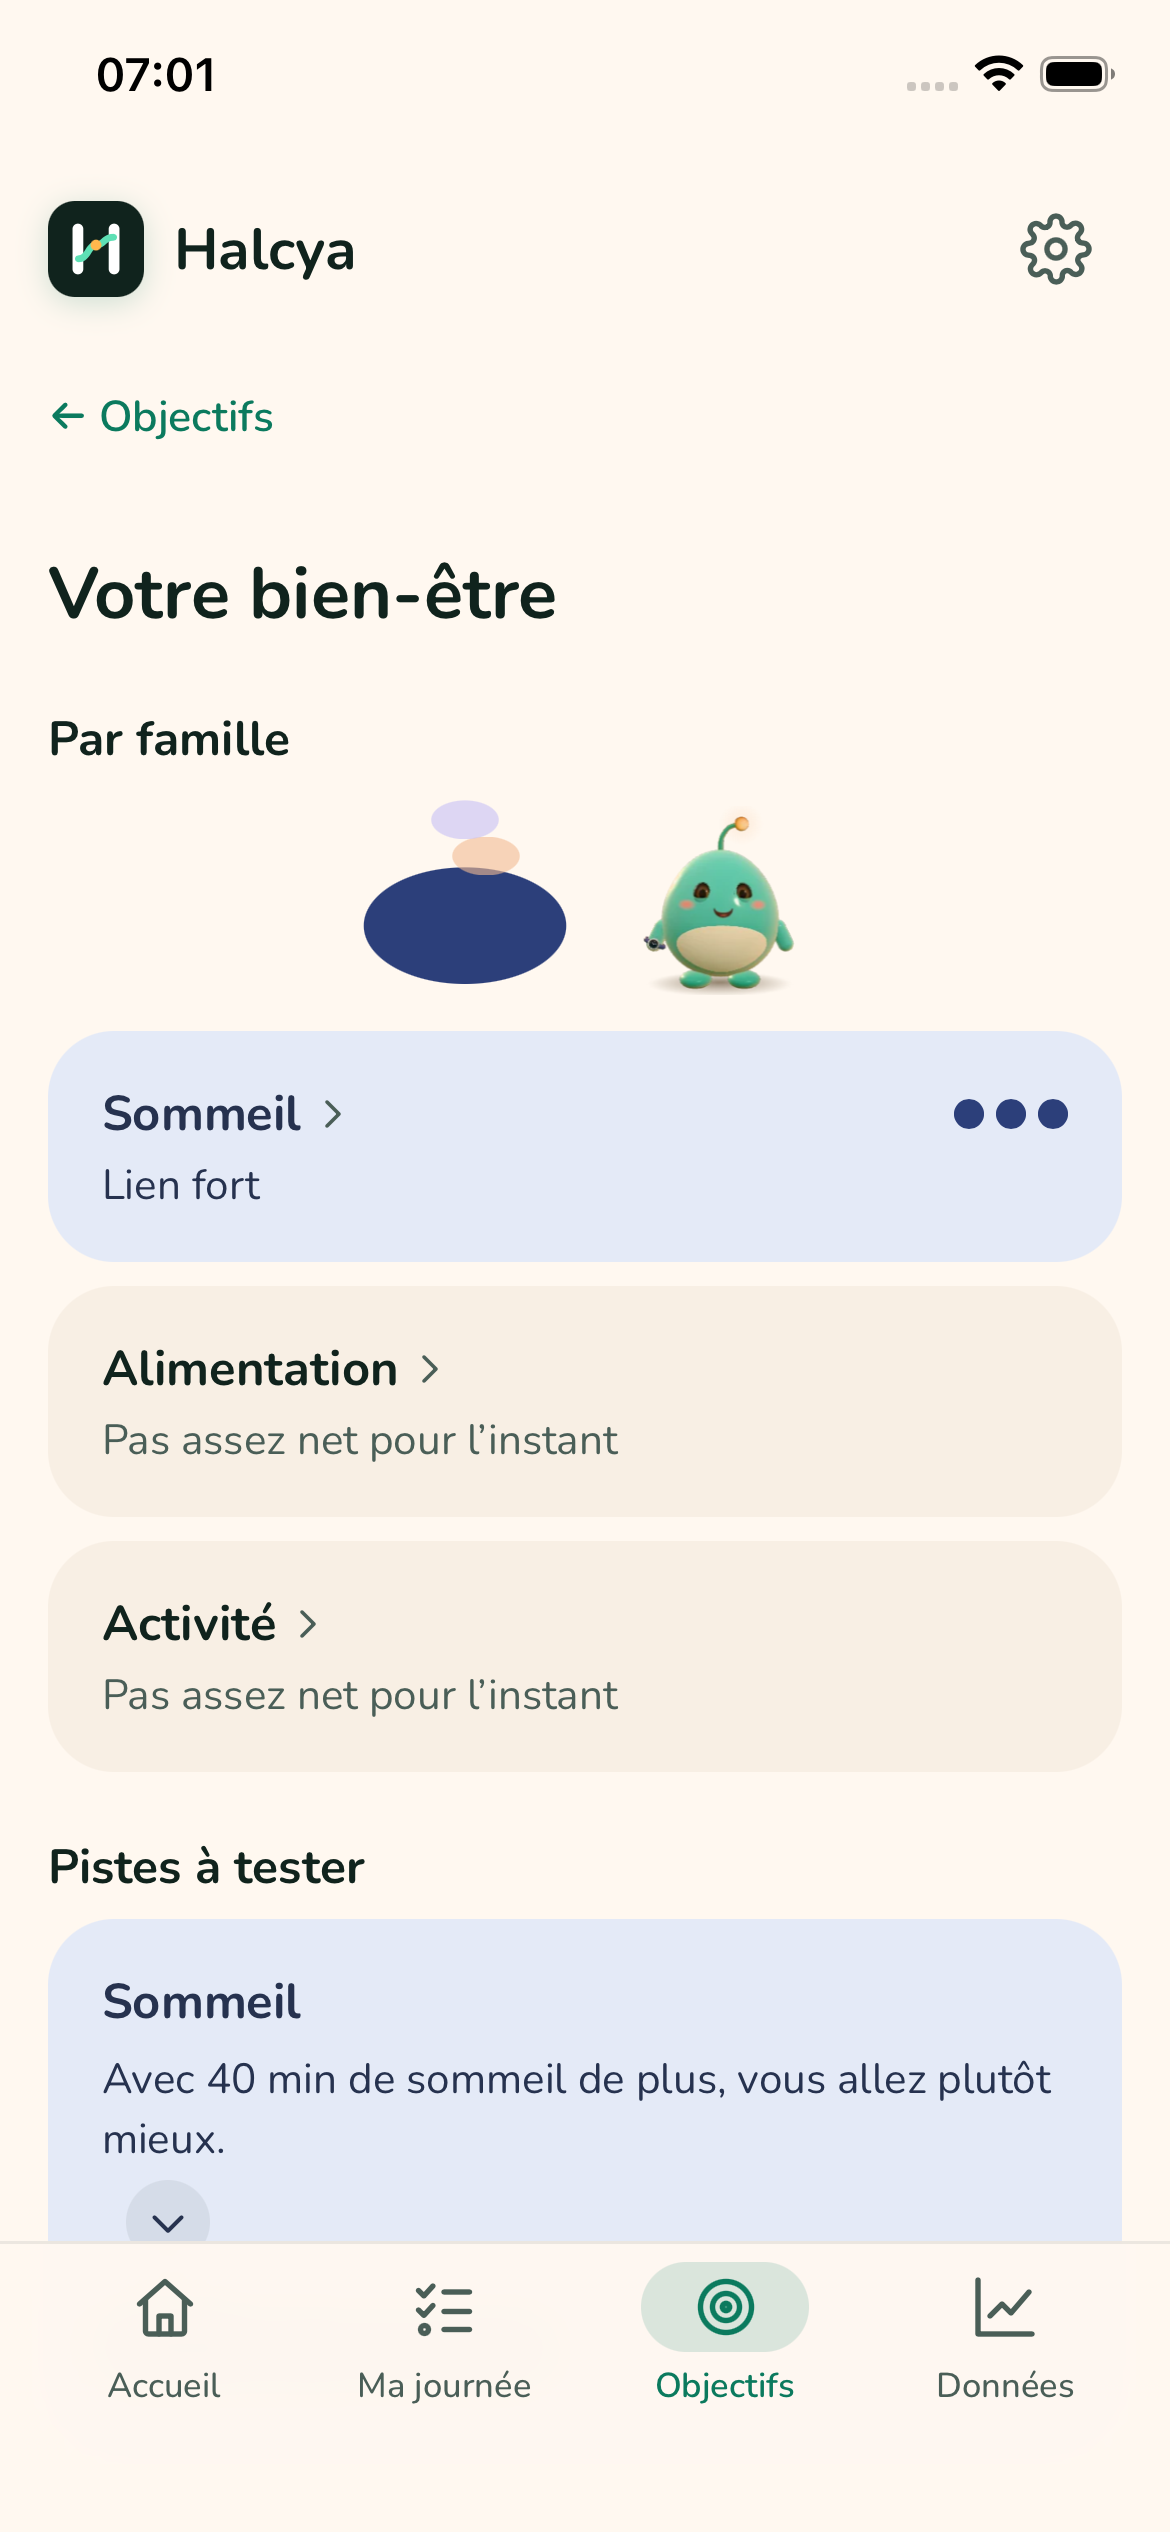 07:01
Halcya
← Objectifs
Votre bien-être
Par famille
Sommeil
Lien fort
Alimentation
Pas assez net pour l’instant
Activité
Pas assez net pour l’instant
Pistes à tester
Sommeil
Avec 40 min de sommeil de plus, vous allez plutôt
mieux.
Accueil
Ma journée
Objectifs
Données